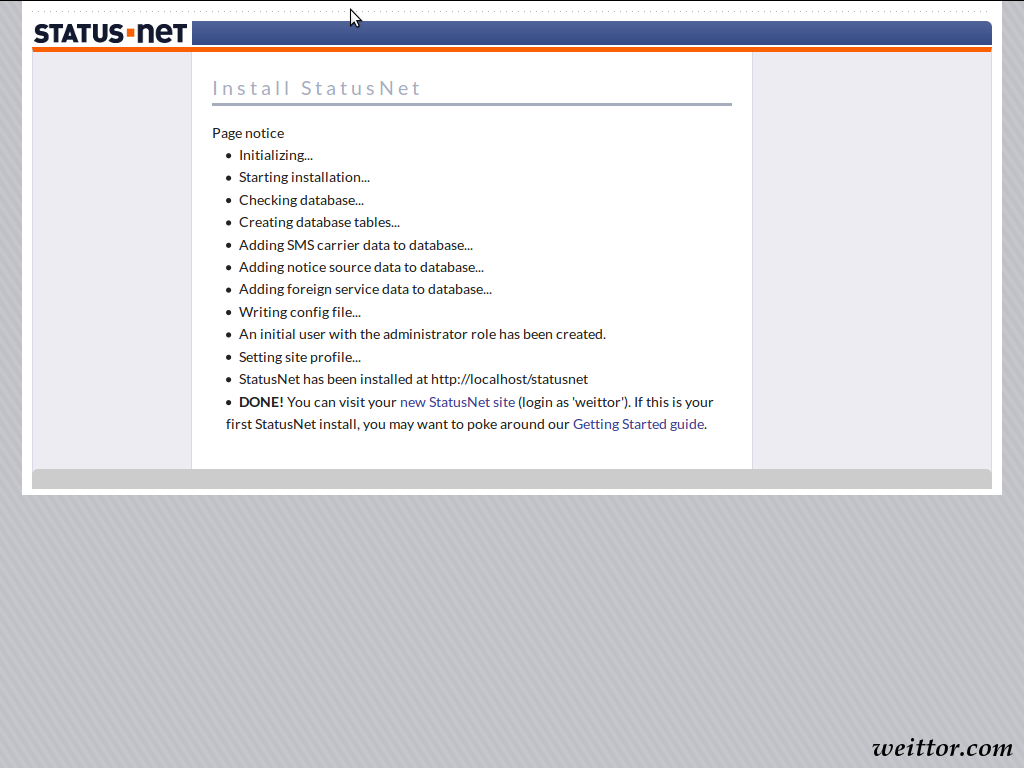 STATUS net
Install StatusNet
Page notice
• Initializing...
• Starting installation...
• Checking database...
• Creating database tables...
• Adding SMS carrier data to database...
• Adding notice source data to database...
• Adding foreign service data to database...
• Writing config file...
• An initial user with the administrator role has been created.
• Setting site profile...
• StatusNet has been installed at http://localhost/statusnet
• DONE! You can visit your new StatusNet site (login as 'weittor'). If this is your
first StatusNet install, you may want to poke around our Getting Started guide.
weittor.com